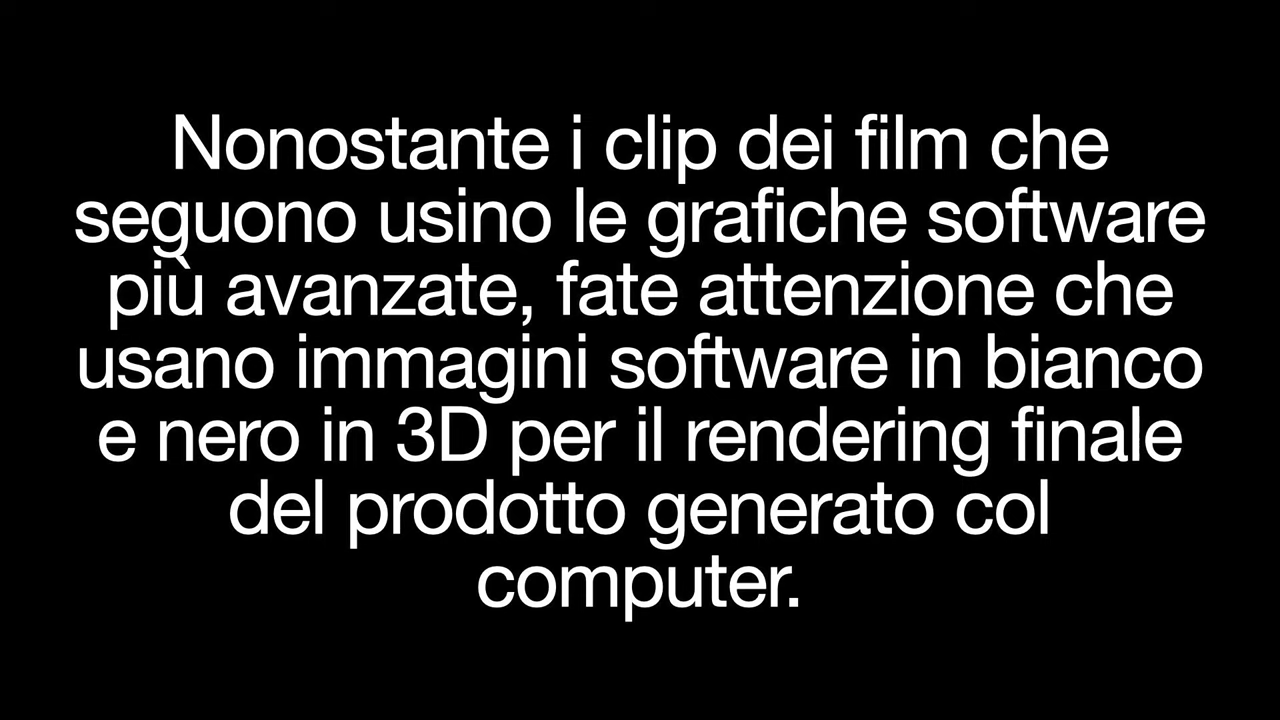 Nonostante i clip dei film che
seguono usino le grafiche software
più avanzate, fate attenzione che
usano immagini software in bianco
e nero in 3D per il rendering finale
del prodotto generato col
computer.